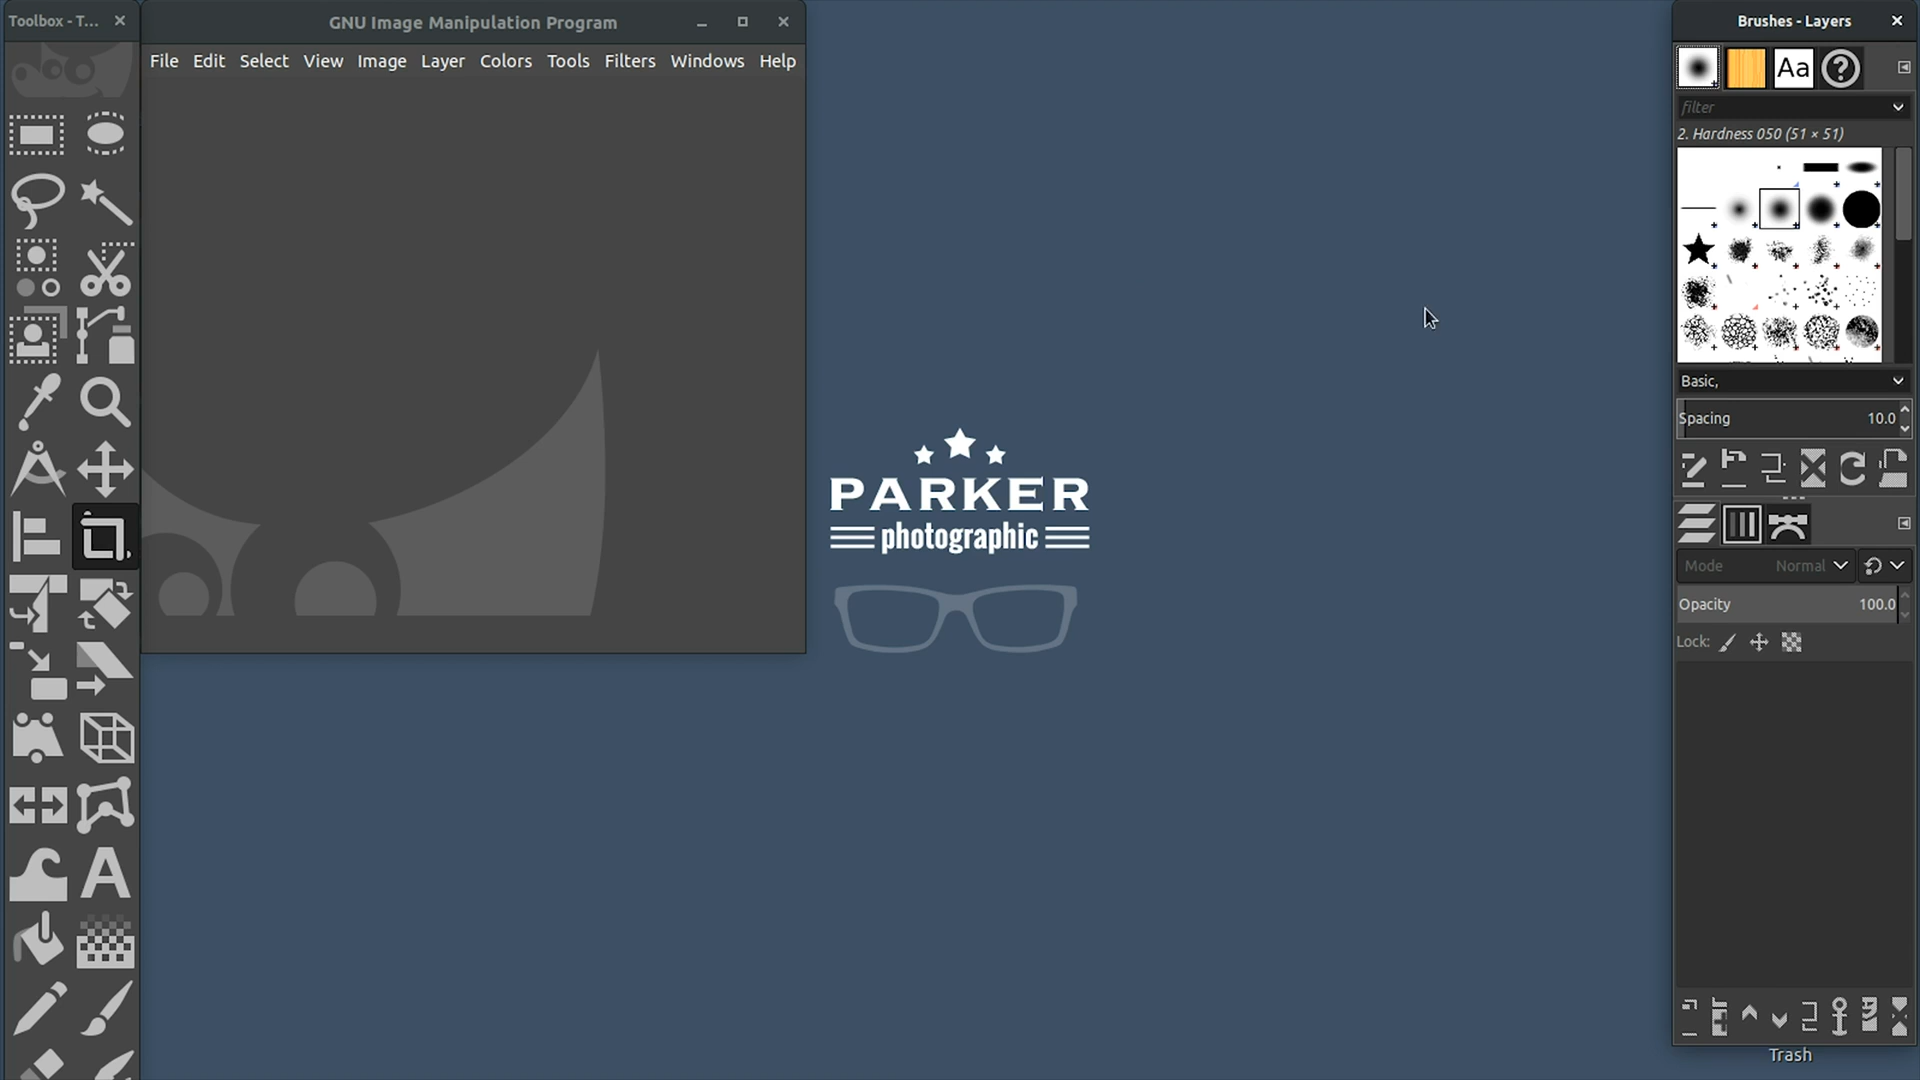 Toolbox - T...
GNU Image Manipulation Program
File Edit Select View Image Layer Colors Tools Filters Windows Help
PARKER
photographic
Brushes - Layers
Aa
filter
2. Hardness 050 (51 × 51)
Basic,
Spacing 10.0
Mode Normal
Opacity 100.0
Lock:
Trash